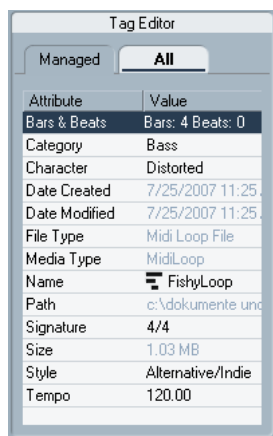 Tag Editor
Managed All
Attribute Value
Bars & Beats Bars: 4 Beats: 0
Category Bass
Character Distorted
Date Created 7/25/2007 11:25
Date Modified 7/25/2007 11:25
File Type Midi Loop File
Media Type MidiLoop
Name FishyLoop
Path c:\dokumente und
Signature 4/4
Size 1.03 MB
Style Alternative/Indie
Tempo 120.00